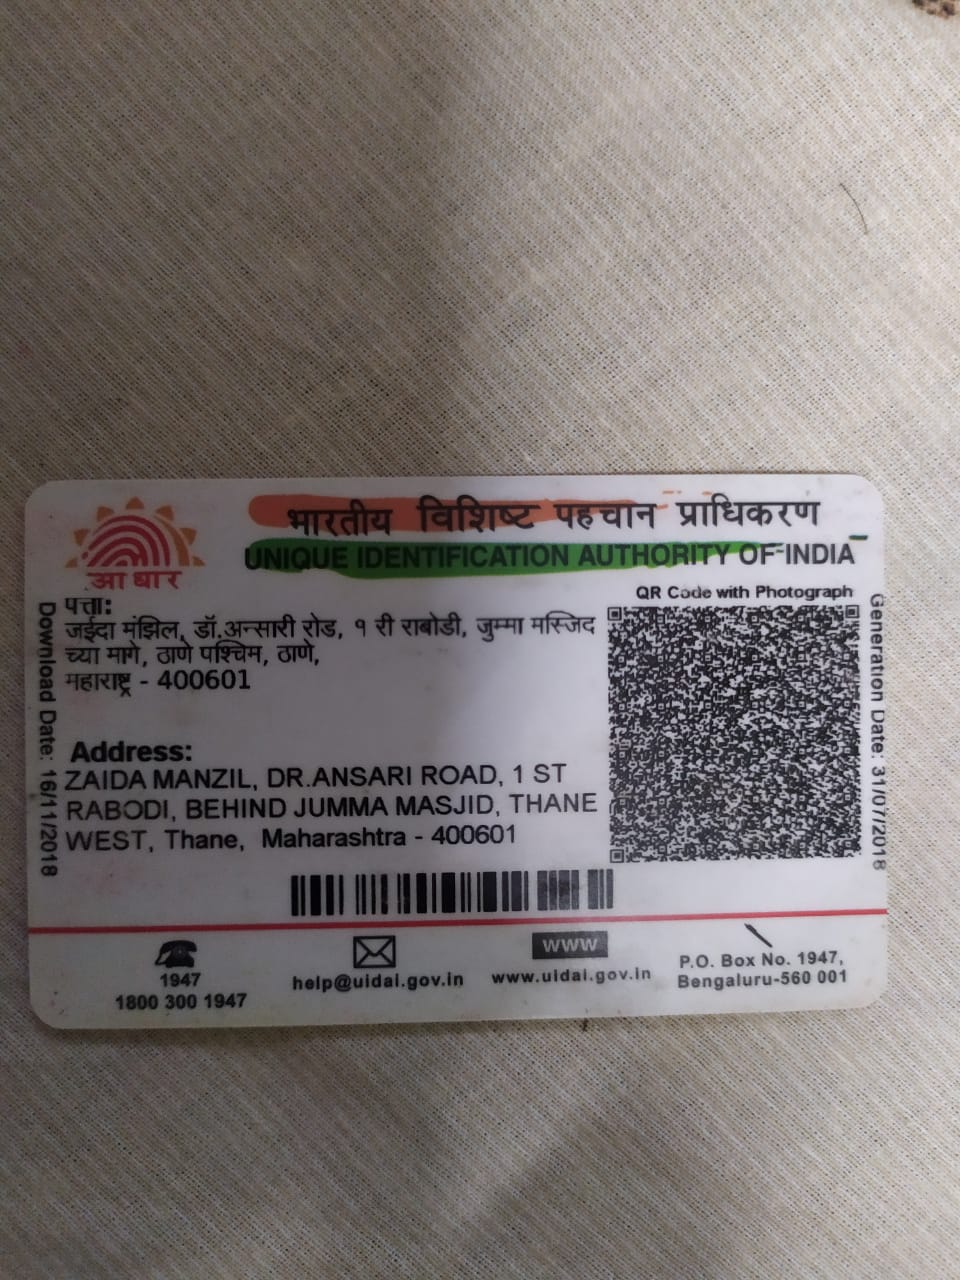 भारतीय विशिष्ट पहचान प्राधिकरण
UNIQUE IDENTIFICATION AUTHORITY OF INDIA
आधार
QR Code with Photograph
पत्ता:
जईदा मंझिल, डॉ.अन्सारी रोड, १ री राबोडी, जुम्मा मस्जिद
च्या मागे, ठाणे पश्चिम, ठाणे,
महाराष्ट्र - 400601
Address:
ZAIDA MANZIL, DR.ANSARI ROAD, 1 ST
RABODI, BEHIND JUMMA MASJID, THANE
WEST, Thane, Maharashtra - 400601
Download Date: 16/11/2018
Generation Date: 31/07/2018
1947
1800 300 1947
help@uidai.gov.in
www
www.uidai.gov.in
P.O. Box No. 1947,
Bengaluru-560 001